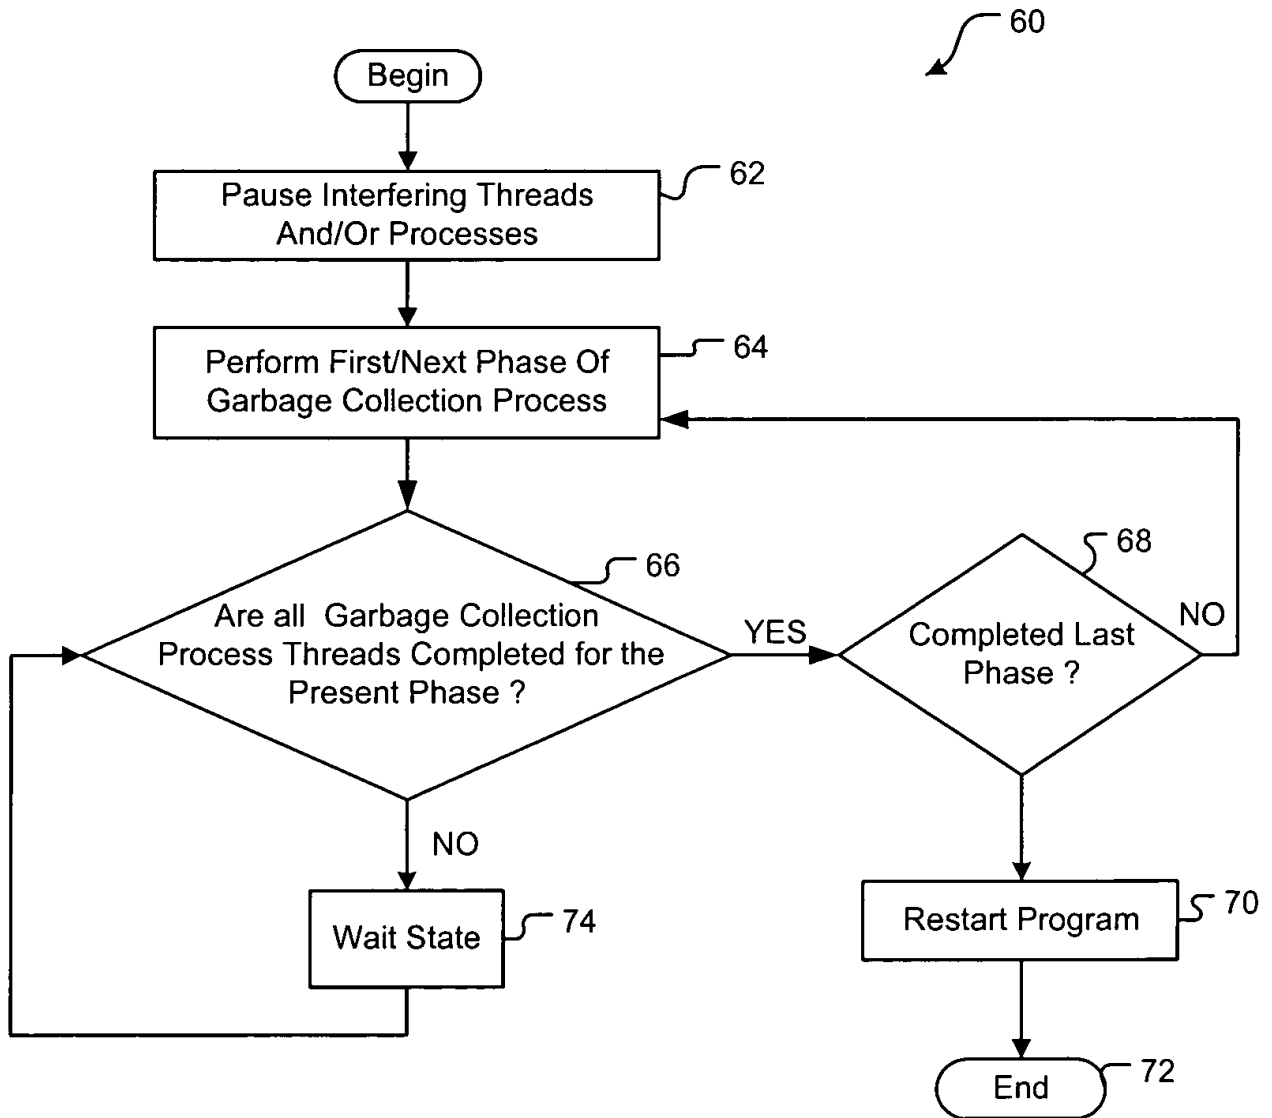 60
Begin
62
Pause Interfering Threads
And/Or Processes
64
Perform First/Next Phase Of
Garbage Collection Process
66
Are all Garbage Collection
Process Threads Completed for the
Present Phase ?
YES
68
Completed Last
Phase ?
NO
NO
Wait State
74
Restart Program
70
End
72